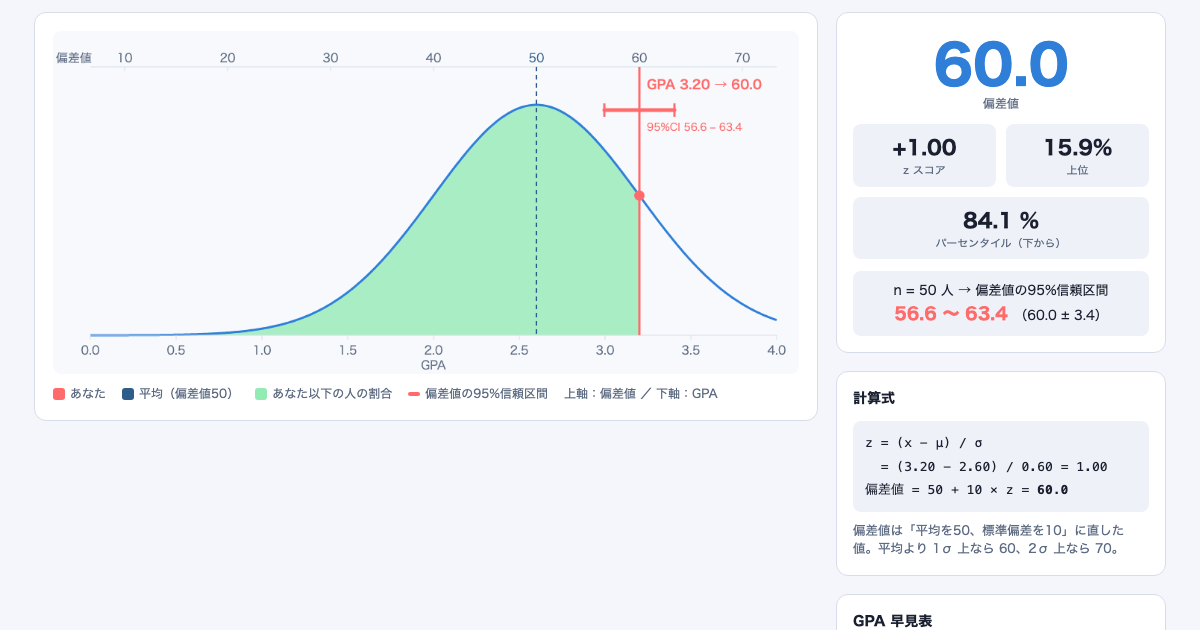 偏差値 10 20 30 40 50 60 70
GPA 3.20 → 60.0
95%CI 56.6 – 63.4
0.0 0.5 1.0 1.5 2.0 2.5 3.0 3.5 4.0
GPA
あなた 平均（偏差値50） あなた以下の人の割合 偏差値の95%信頼区間 上軸：偏差値 ／ 下軸：GPA
60.0
偏差値
+1.00
z スコア
15.9%
上位
84.1 %
パーセンタイル（下から）
n = 50 人 → 偏差値の95%信頼区間
56.6 〜 63.4 （60.0 ± 3.4）
計算式
z = (x − μ) / σ
= (3.20 − 2.60) / 0.60 = 1.00
偏差値 = 50 + 10 × z = 60.0
偏差値は「平均を50、標準偏差を10」に直した
値。平均より 1σ 上なら 60、2σ 上なら 70。
GPA 早見表